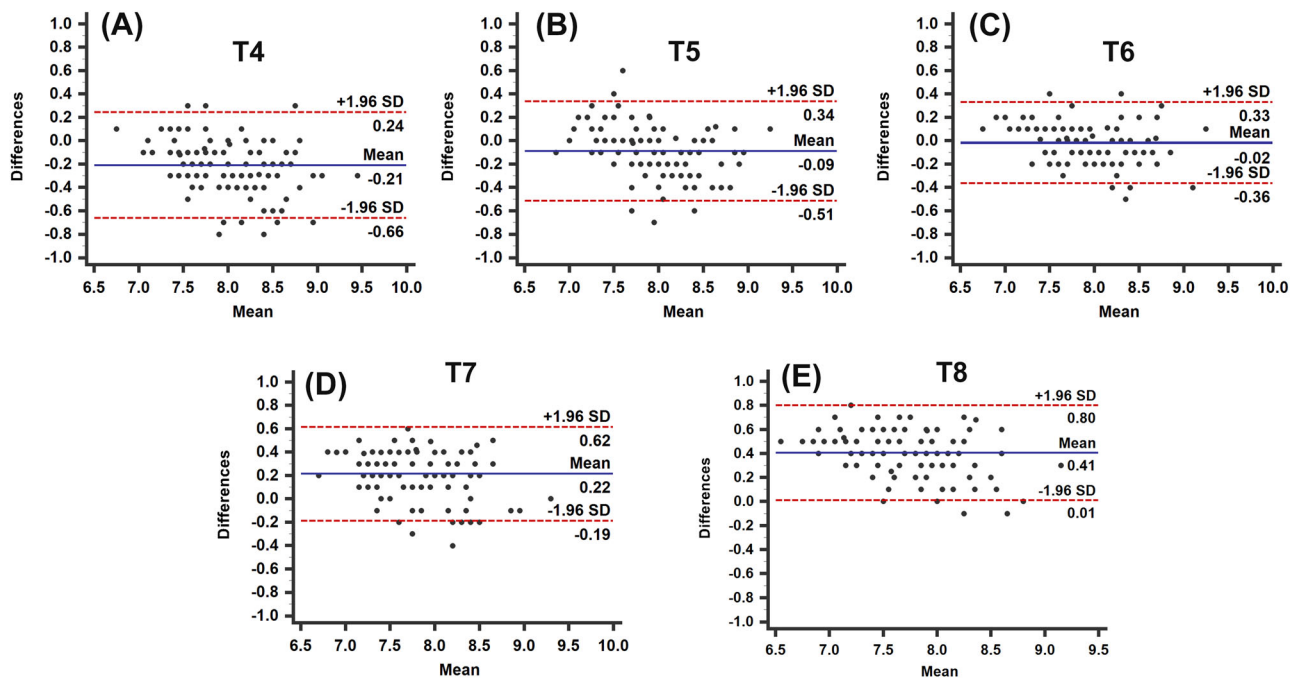 (A)
T4
1.0
0.8
0.6
0.4
0.2
0.0
-0.2
-0.4
-0.6
-0.8
-1.0
Differences
+1.96 SD
0.24
Mean
-0.21
-1.96 SD
-0.66
6.5 7.0 7.5 8.0 8.5 9.0 9.5 10.0
Mean
(B)
T5
1.0
0.8
0.6
0.4
0.2
0.0
-0.2
-0.4
-0.6
-0.8
-1.0
Differences
+1.96 SD
0.34
Mean
-0.09
-1.96 SD
-0.51
6.5 7.0 7.5 8.0 8.5 9.0 9.5 10.0
Mean
(C)
T6
1.0
0.8
0.6
0.4
0.2
0.0
-0.2
-0.4
-0.6
-0.8
-1.0
Differences
+1.96 SD
0.33
Mean
-0.02
-1.96 SD
-0.36
6.5 7.0 7.5 8.0 8.5 9.0 9.5 10.0
Mean
(D)
T7
1.0
0.8
0.6
0.4
0.2
0.0
-0.2
-0.4
-0.6
-0.8
-1.0
Differences
+1.96 SD
0.62
Mean
0.22
-1.96 SD
-0.19
6.5 7.0 7.5 8.0 8.5 9.0 9.5 10.0
Mean
(E)
T8
1.0
0.8
0.6
0.4
0.2
0.0
-0.2
-0.4
-0.6
-0.8
-1.0
Differences
+1.96 SD
0.80
Mean
0.41
-1.96 SD
0.01
6.5 7.0 7.5 8.0 8.5 9.0 9.5
Mean